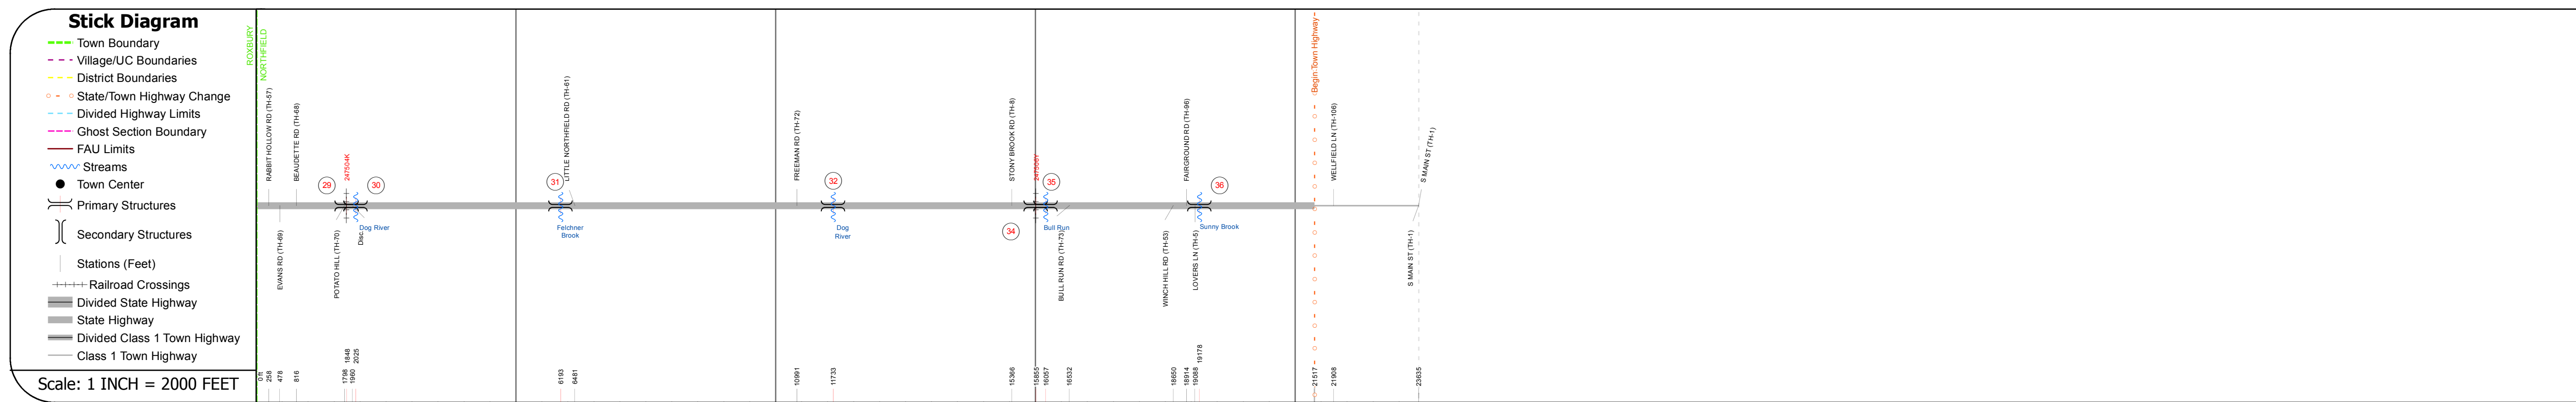 Stick Diagram
Town Boundary
Village/UC Boundaries
District Boundaries
State/Town Highway Change
Divided Highway Limits
Ghost Section Boundary
FAU Limits
Streams
Town Center
Primary Structures
Secondary Structures
Stations (Feet)
Railroad Crossings
Divided State Highway
State Highway
Divided Class 1 Town Highway
Class 1 Town Highway
Scale: 1 INCH = 2000 FEET
ROXBURY
NORTHFIELD
RABBIT HOLLOW RD (TH-57)
BEAUDETTE RD (TH-68)
247504K
LITTLE NORTHFIELD RD (TH-61)
FREEMAN RD (TH-72)
STONY BROOK RD (TH-8)
FAIRGROUND RD (TH-96)
Begin Town Highway
WELLFIELD LN (TH-106)
S MAIN ST (TH-1)
29
30
31
32
35
36
34
Dog River
Felchner
Brook
Dog
River
Bull Run
Sunny Brook
EVANS RD (TH-69)
POTATO HILL (TH-70)
Disc.
BULL RUN RD (TH-73)
WINCH HILL RD (TH-53)
LOVERS LN (TH-5)
S MAIN ST (TH-1)
0 ft
258
478
816
1798
1848
1960
2025
6193
6481
10991
11733
15366
15855
16057
16532
18650
18914
19088
19178
21517
21908
23635